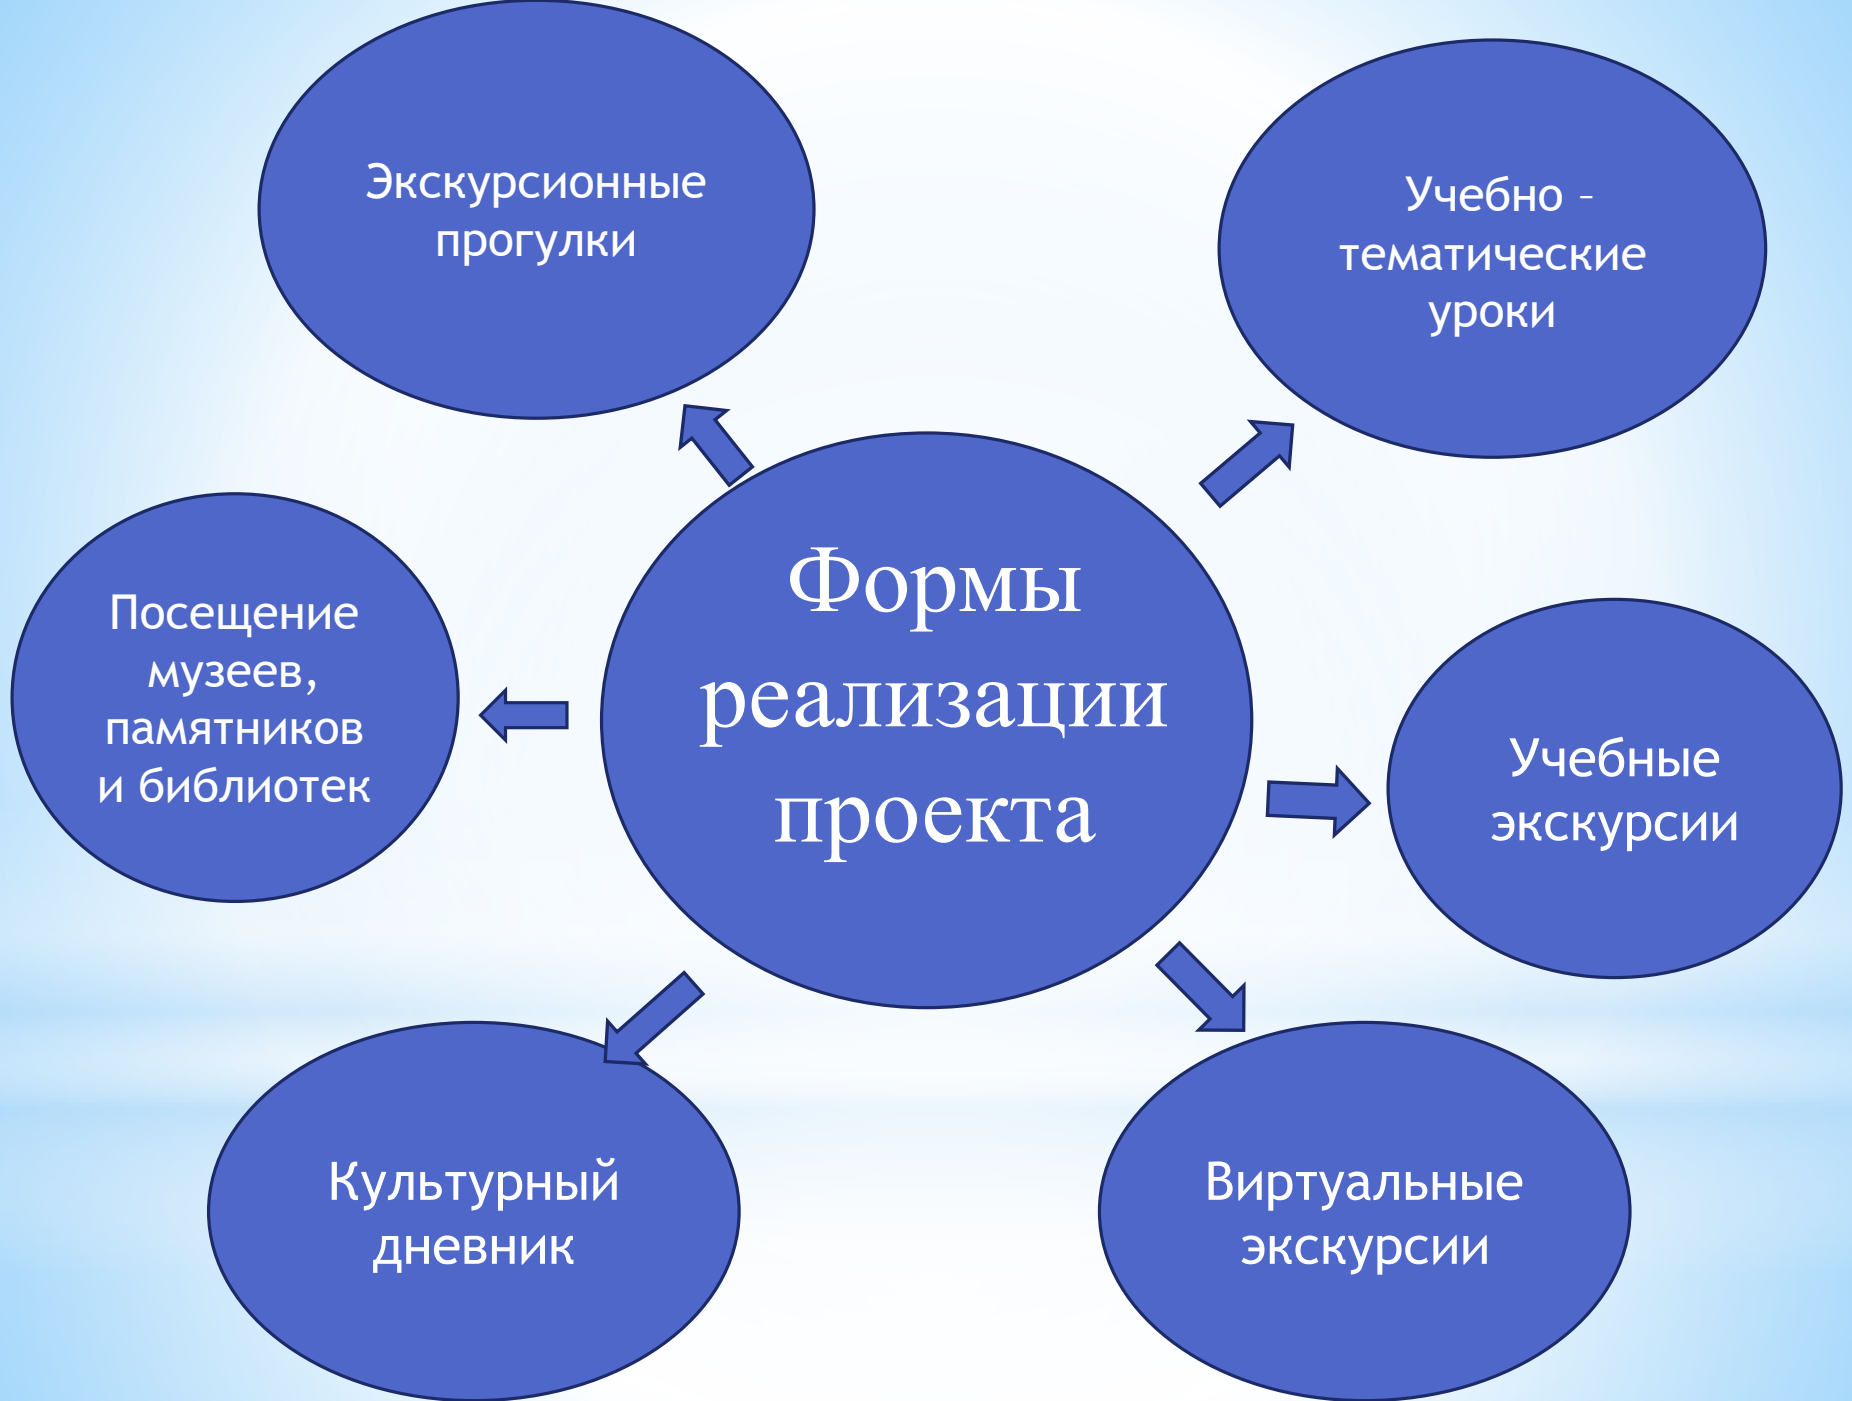 Экскурсионные
прогулки
Учебно –
тематические
уроки
Формы
реализации
проекта
Посещение
музеев,
памятников
и библиотек
Учебные
экскурсии
Культурный
дневник
Виртуальные
экскурсии